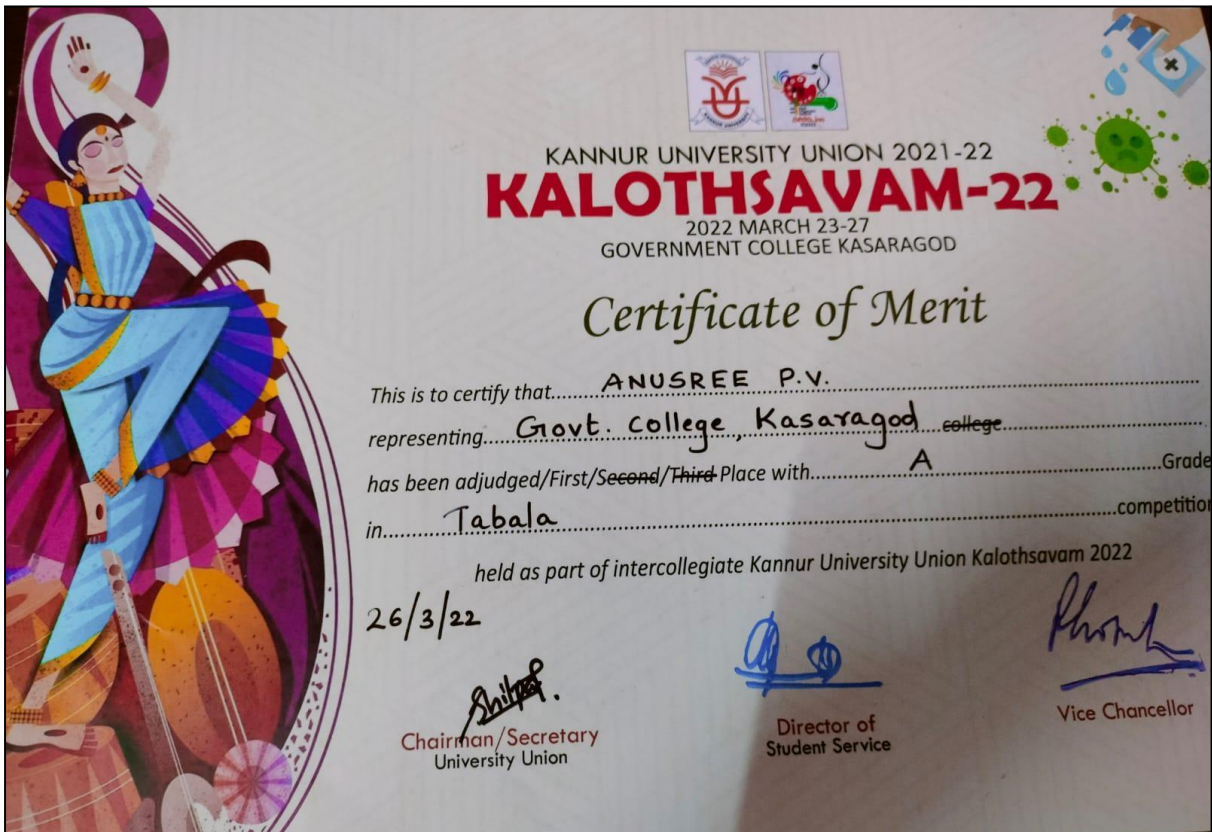 KANNUR UNIVERSITY UNION 2021-22
KALOTHSAVAM-22
2022 MARCH 23-27
GOVERNMENT COLLEGE KASARAGOD
Certificate of Merit
This is to certify that.....ANUSREE P.V.....
representing.....Govt. College, Kasaragod college.....
has been adjudged/First/Second/Third Place with.....A.....Grade
in.....Tabala.....competition
held as part of intercollegiate Kannur University Union Kalothsavam 2022
26/3/22
Chairman/Secretary
University Union
Director of
Student Service
Vice Chancellor